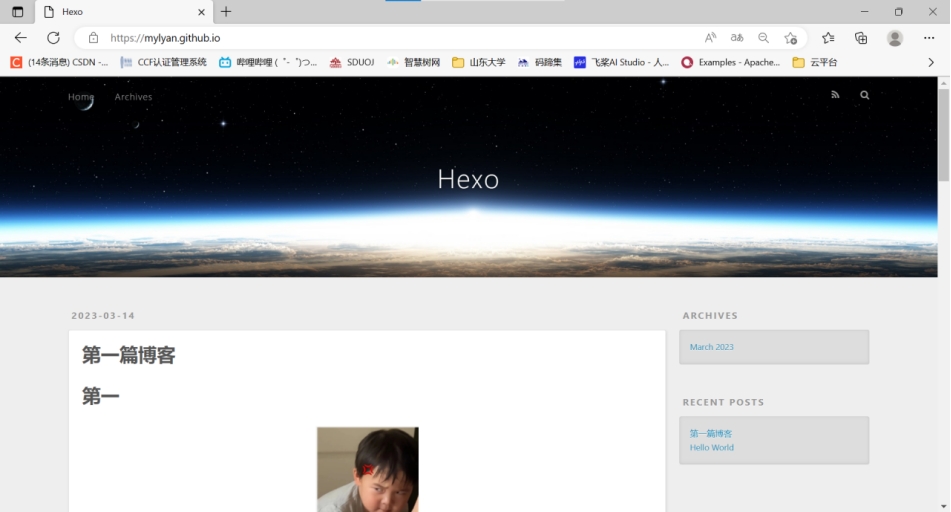 Hexo
https://mylyan.github.io
(14条消息) CSDN -...
CCF认证管理系统
哔哩哔哩 (゜-゜)つ...
SDUOJ
智慧树网
山东大学
码蹄集
飞桨AI Studio - 人...
Examples - Apache...
云平台
Home
Archives
Hexo
2023-03-14
第一篇博客
第一
ARCHIVES
March 2023
RECENT POSTS
第一篇博客
Hello World